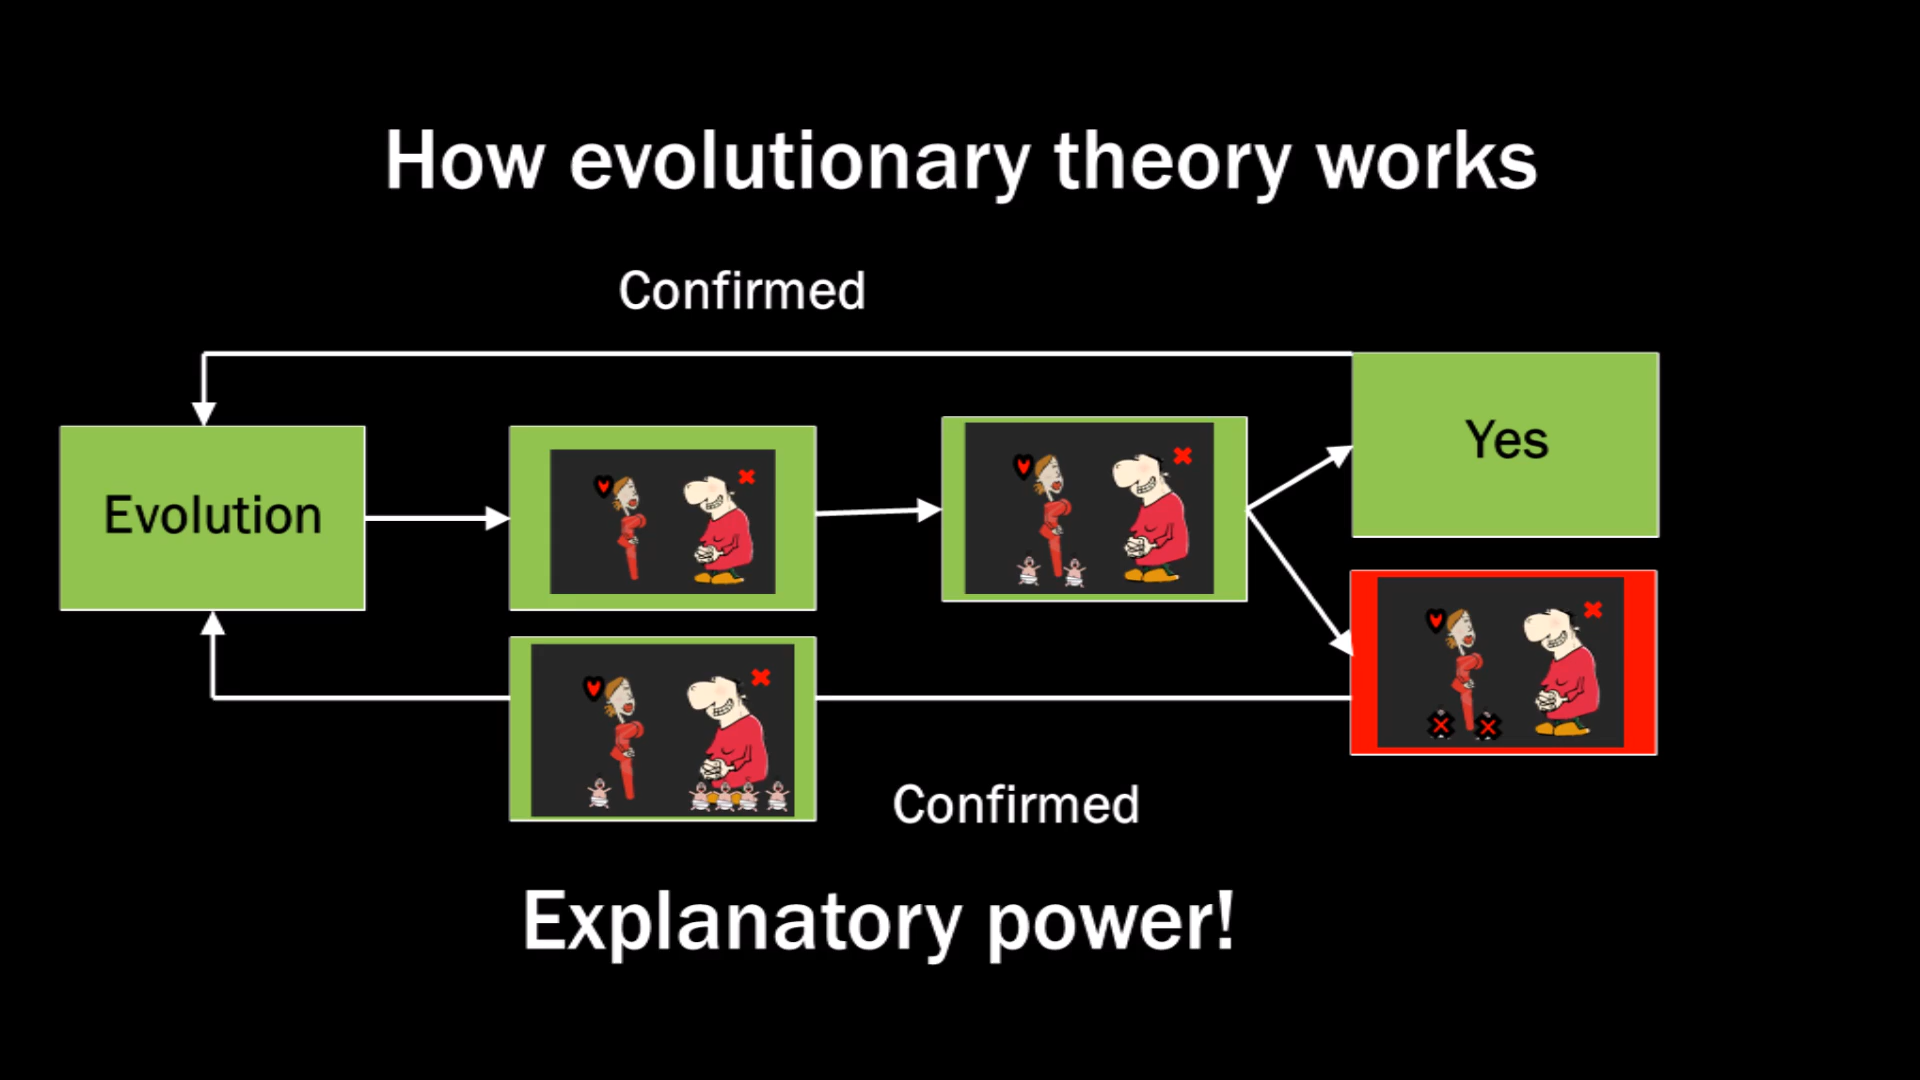 How evolutionary theory works
Confirmed
Yes
Evolution
Confirmed
Explanatory power!